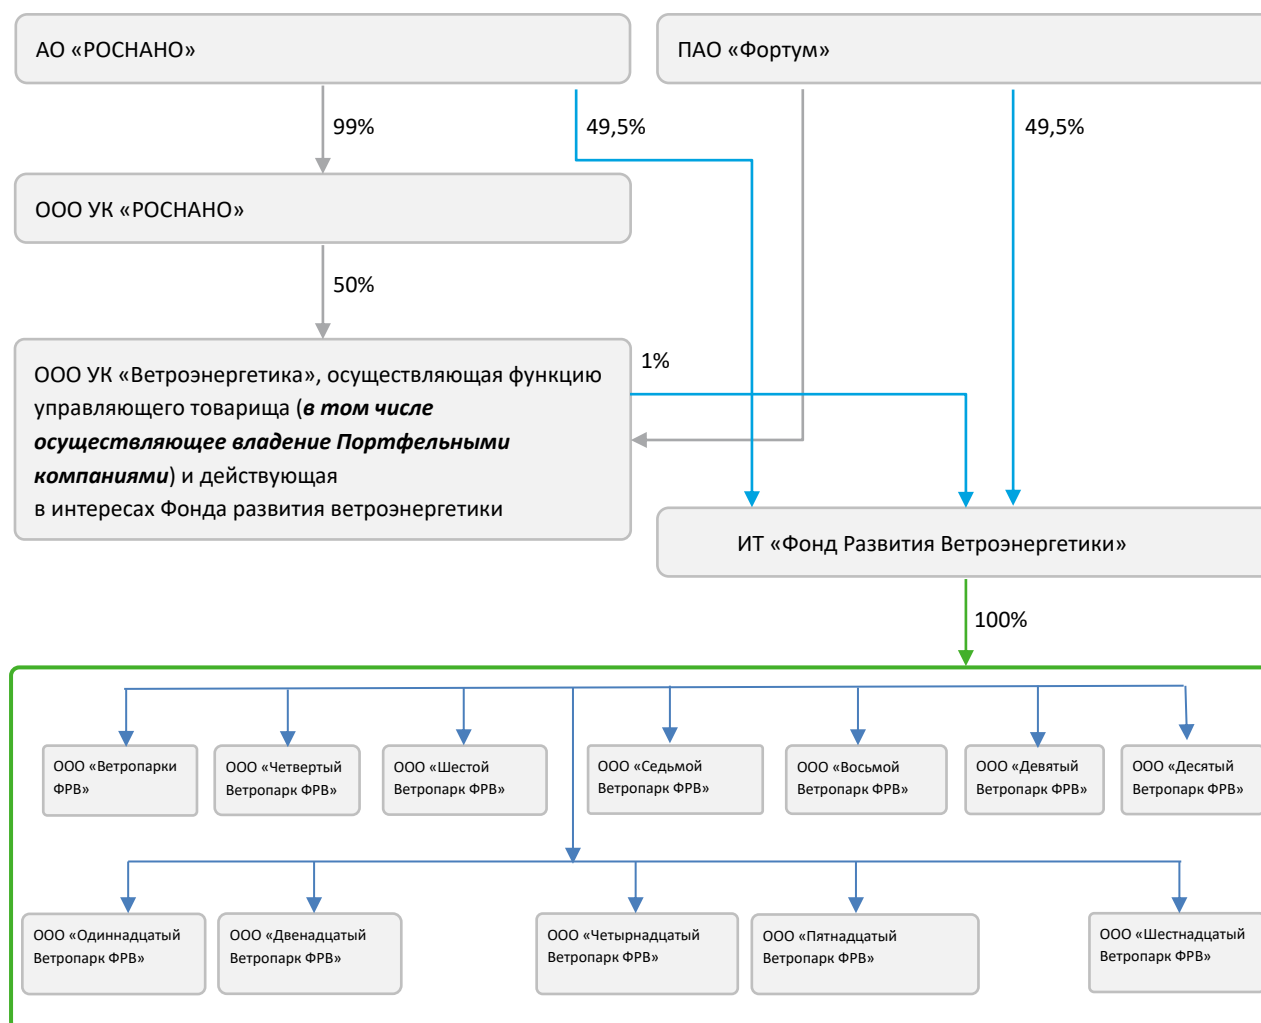 АО «РОСНАНО»
ПАО «Фортум»
99%
49,5%
49,5%
ООО УК «РОСНАНО»
50%
ООО УК «Ветроэнергетика», осуществляющая функцию
управляющего товарища (в том числе
осуществляющее владение Портфельными
компаниями) и действующая
в интересах Фонда развития ветроэнергетики
1%
ИТ «Фонд Развития Ветроэнергетики»
100%
ООО «Ветропарки
ФРВ»
ООО «Четвертый
Ветропарк ФРВ»
ООО «Шестой
Ветропарк ФРВ»
ООО «Седьмой
Ветропарк ФРВ»
ООО «Восьмой
Ветропарк ФРВ»
ООО «Девятый
Ветропарк ФРВ»
ООО «Десятый
Ветропарк ФРВ»
ООО «Одиннадцатый
Ветропарк ФРВ»
ООО «Двенадцатый
Ветропарк ФРВ»
ООО «Четырнадцатый
Ветропарк ФРВ»
ООО «Пятнадцатый
Ветропарк ФРВ»
ООО «Шестнадцатый
Ветропарк ФРВ»